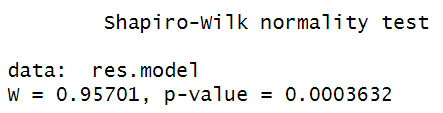 Shapiro-Wilk normality test
data:  res.model
W = 0.95701, p-value = 0.0003632